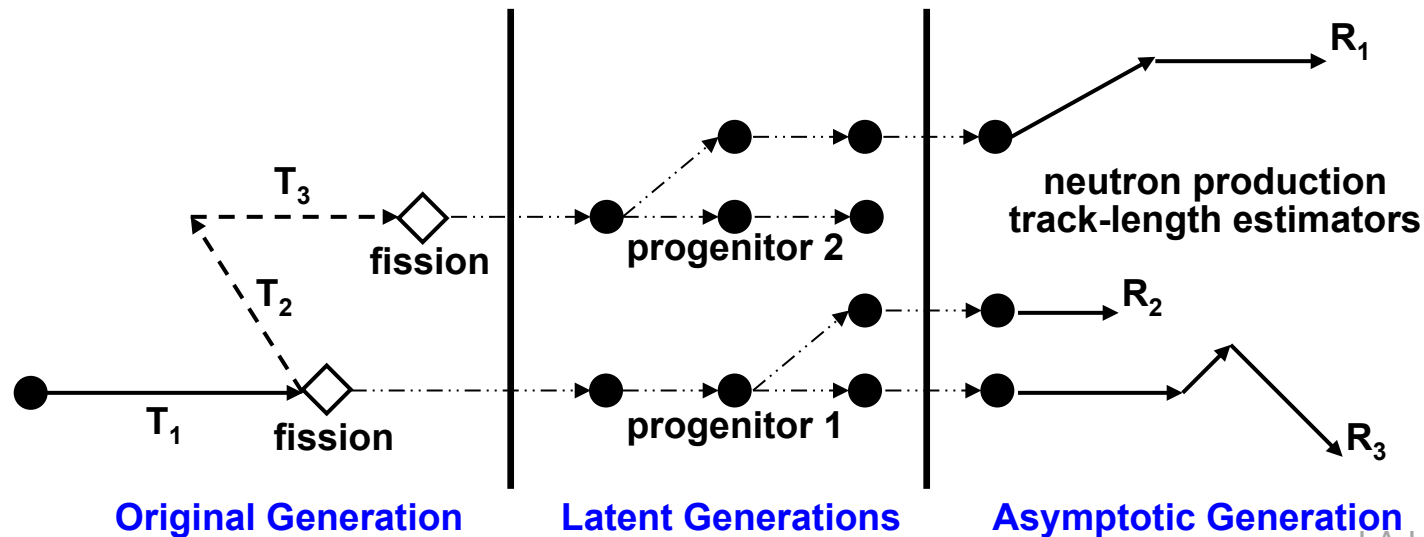 R1
T3
neutron production
track-length estimators
progenitor 2
fission
T2
R2
T1
fission
progenitor 1
R3
Original Generation
Latent Generations
Asymptotic Generation